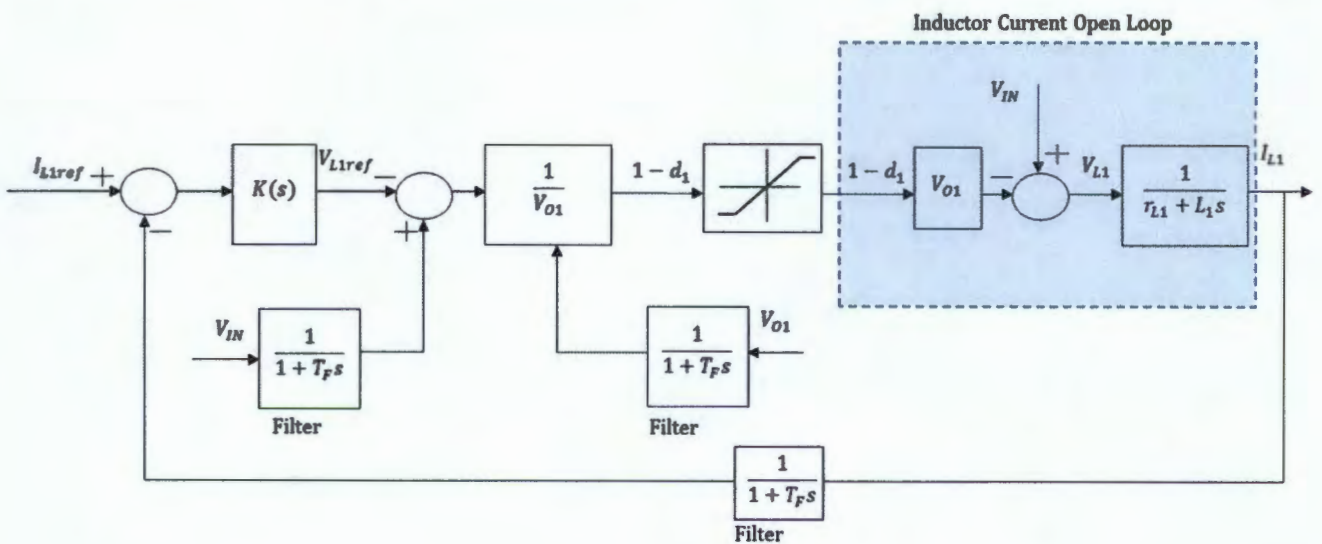 Inductor Current Open Loop
V_IN
I_L1ref + −
K(s)
V_L1ref − +
1/V_O1
1 − d_1
1 − d_1
V_O1
− +
V_L1
1/(r_L1 + L_1 s)
I_L1
V_IN
1/(1 + T_F s)
Filter
1/(1 + T_F s)
V_O1
Filter
1/(1 + T_F s)
Filter